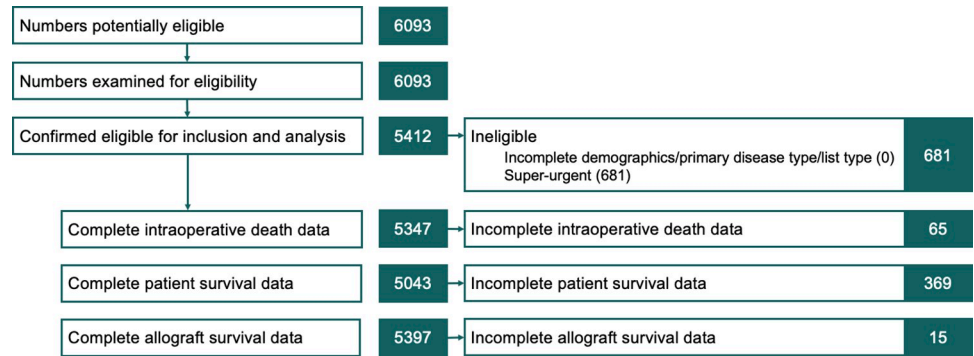 Numbers potentially eligible 6093
Numbers examined for eligibility 6093
Confirmed eligible for inclusion and analysis 5412 Ineligible 681
Incomplete demographics/primary disease type/list type (0)
Super-urgent (681)
Complete intraoperative death data 5347 Incomplete intraoperative death data 65
Complete patient survival data 5043 Incomplete patient survival data 369
Complete allograft survival data 5397 Incomplete allograft survival data 15